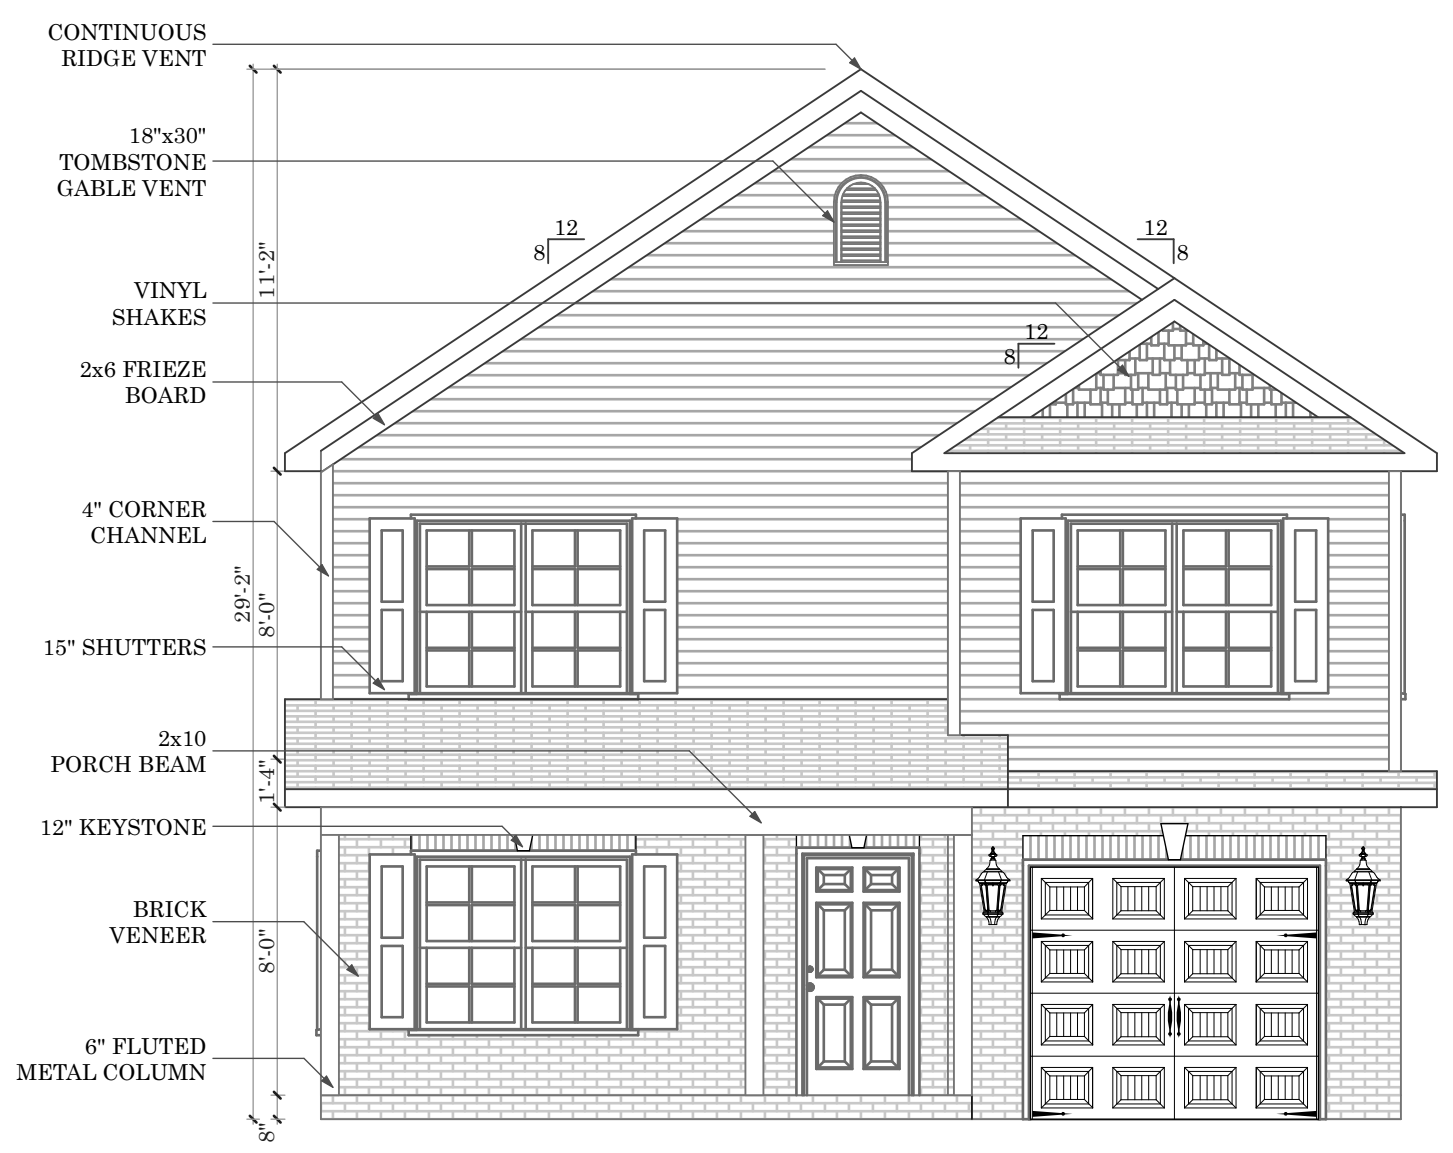 CONTINUOUS
RIDGE VENT
18"x30"
TOMBSTONE
GABLE VENT
12
8
12
8
11'-2"
VINYL
SHAKES
12
8
2x6 FRIEZE
BOARD
4" CORNER
CHANNEL
29'-2"
8'-0"
15" SHUTTERS
2x10
PORCH BEAM
1'-4"
12" KEYSTONE
BRICK
VENEER
8'-0"
6" FLUTED
METAL COLUMN
8"